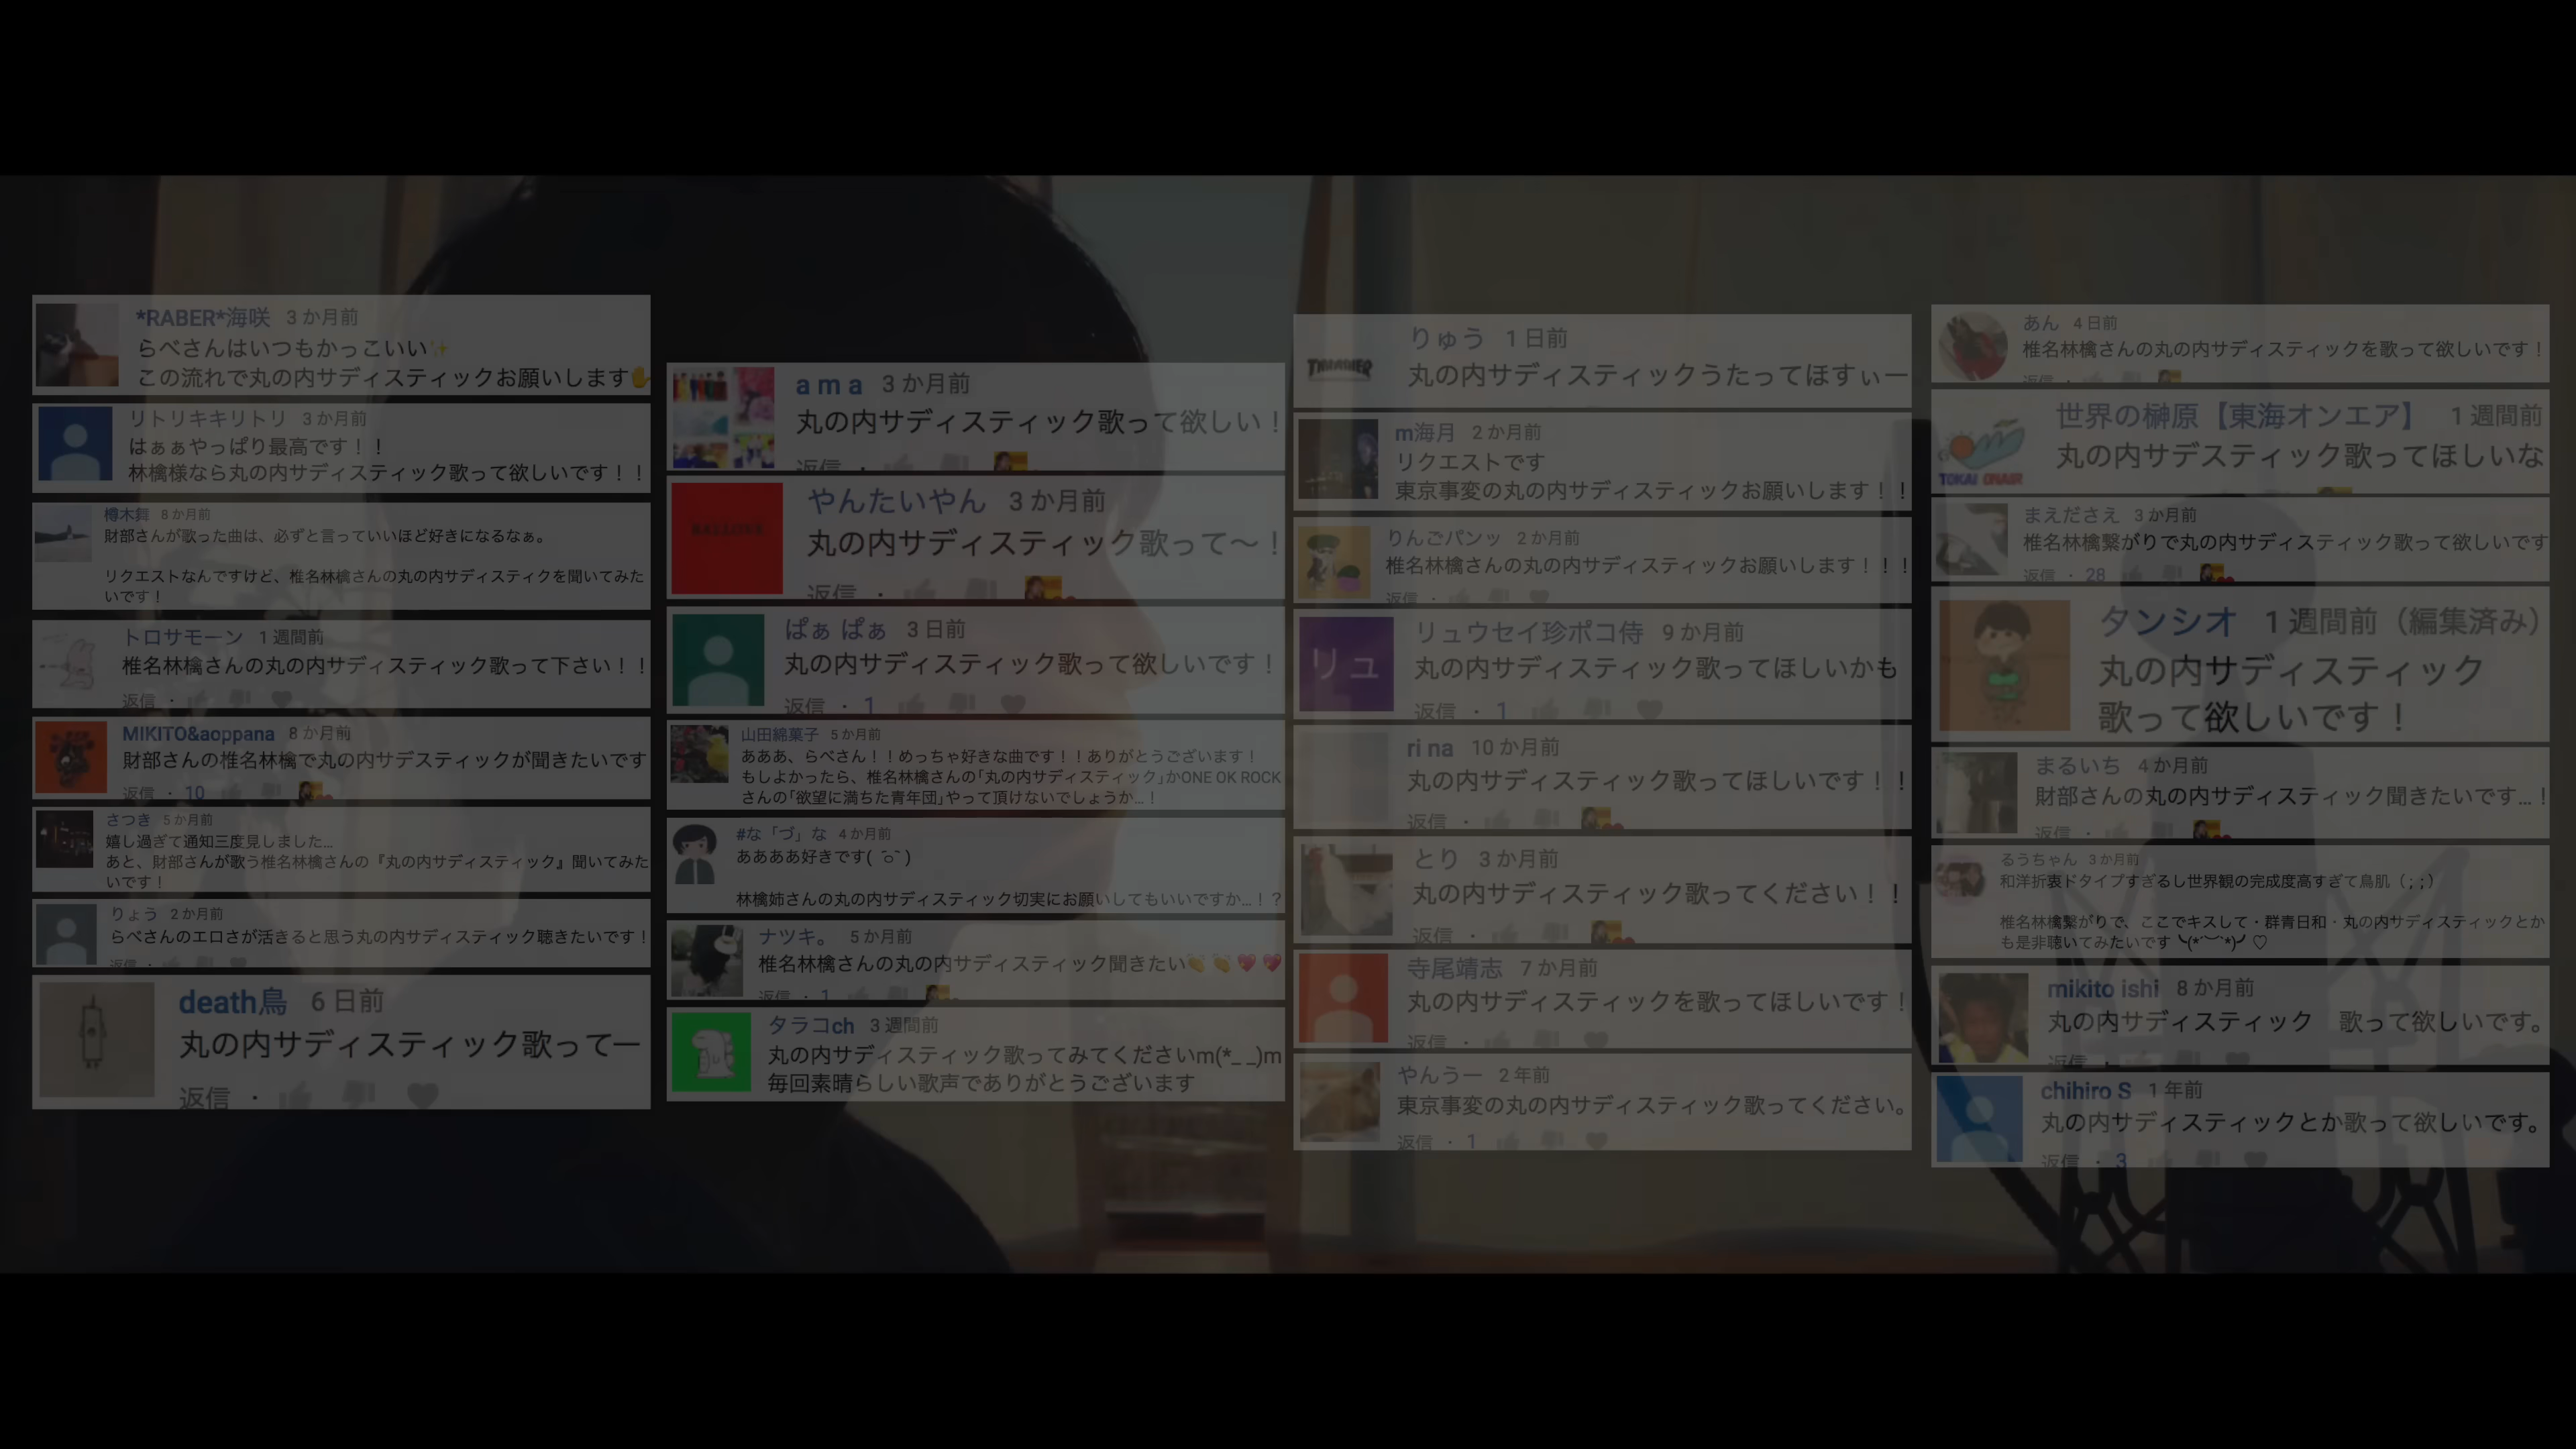 *RABER*海咲 3 か月前
らべさんはいつもかっこいい✨
この流れで丸の内サディスティックお願いします✋
リトリキキリトリ 3 か月前
はぁぁやっぱり最高です！！
林檎様なら丸の内サディスティック歌って欲しいです！！
樽木舞 8 か月前
財部さんが歌った曲は、必ずと言っていいほど好きになるなぁ。
リクエストなんですけど、椎名林檎さんの丸の内サディスティクを聞いてみた
いです！
トロサモーン 1 週間前
椎名林檎さんの丸の内サディスティック歌って下さい！！
返信 ・
MIKITO&aoppana 8 か月前
財部さんの椎名林檎で丸の内サディスティックが聞きたいです
返信 ・ 10
さつき 5 か月前
嬉し過ぎて通知三度見しました...
あと、財部さんが歌う椎名林檎さんの『丸の内サディスティック』聞いてみた
いです！
りょう 2 か月前
らべさんのエロさが活きると思う丸の内サディスティック聴きたいです！
返信 ・
death鳥 6 日前
丸の内サディスティック歌ってー
返信 ・
a m a 3 か月前
丸の内サディスティック歌って欲しい！
返信 ・
やんたいやん 3 か月前
丸の内サディスティック歌って～！
返信 ・
ぱぁ ぱぁ 3 日前
丸の内サディスティック歌って欲しいです！
返信 ・ 1
山田綿菓子 5 か月前
あああ、らべさん！！めっちゃ好きな曲です！！ありがとうございます！
もしよかったら、椎名林檎さんの｢丸の内サディスティック｣かONE OK ROCK
さんの｢欲望に満ちた青年団｣やって頂けないでしょうか...！
#な「づ」な 4 か月前
ああああ好きです( ˆoˆ )
林檎姉さんの丸の内サディスティック切実にお願いしてもいいですか...！？
ナツキ。 5 か月前
椎名林檎さんの丸の内サディスティック聞きたい👏👏💖💖
返信 ・ 1
タラコch 3 週間前
丸の内サディスティック歌ってみてくださいm(*_ _)m
毎回素晴らしい歌声でありがとうございます
THRASHER
りゅう 1 日前
丸の内サディスティックうたってほすぃー
m海月 2 か月前
リクエストです
東京事変の丸の内サディスティックお願いします！！
りんごパンッ 2 か月前
椎名林檎さんの丸の内サディスティックお願いします！！！
返信 ・
リュ
リュウセイ珍ポコ侍 9 か月前
丸の内サディスティック歌ってほしいかも
返信 ・ 1
ri na 10 か月前
丸の内サディスティック歌ってほしいです！！
返信 ・
とり 3 か月前
丸の内サディスティック歌ってください！！
返信 ・
寺尾靖志 7 か月前
丸の内サディスティックを歌ってほしいです！
返信 ・
やんうー 2 年前
東京事変の丸の内サディスティック歌ってください。
返信 ・ 1
あん 4 日前
椎名林檎さんの丸の内サディスティックを歌って欲しいです！
返信 ・
TOKAI ONAIR
世界の榊原【東海オンエア】 1 週間前
丸の内サデスティック歌ってほしいな
まえださえ 3 か月前
椎名林檎繋がりで丸の内サディスティック歌って欲しいです
返信 ・ 28
タンシオ 1 週間前（編集済み）
丸の内サディスティック
歌って欲しいです！
まるいち 4 か月前
財部さんの丸の内サディスティック聞きたいです...！
返信 ・
るうちゃん 3 か月前
和洋折衷ドタイプすぎるし世界観の完成度高すぎて鳥肌（ ; ; ）
椎名林檎繋がりで、ここでキスして・群青日和・丸の内サディスティックとか
も是非聴いてみたいです ╰(*´︶`*)╯♡
mikito ishi 8 か月前
丸の内サディスティック　歌って欲しいです。
返信 ・
chihiro S 1 年前
丸の内サディスティックとか歌って欲しいです。
返信 ・ 3